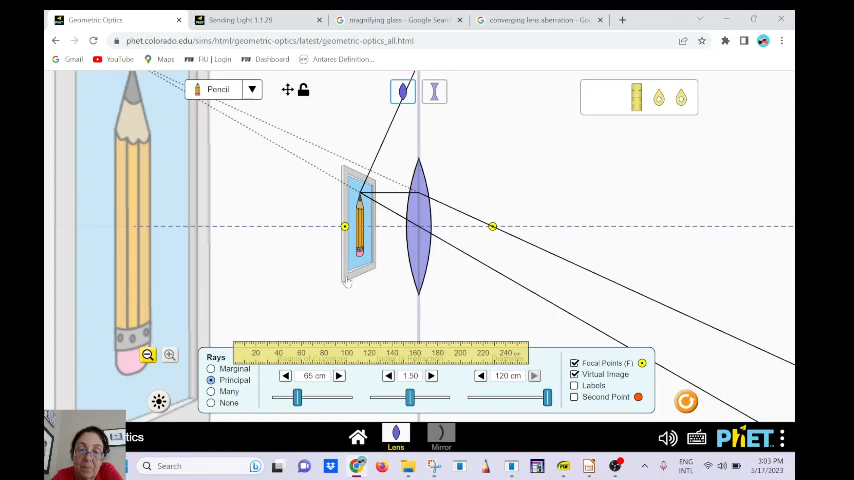 Geometric Optics
Bending Light 1.1.29
magnifying glass - Google Sear
converging lens aberration - Goo
phet.colorado.edu/sims/html/geometric-optics/latest/geometric-optics_all.html
Gmail
YouTube
Maps
FIU | Login
Dashboard
Antares Definition...
Pencil
20 40 60 80 100 120 140 160 180 200 220 240 cm
Rays
Marginal
Principal
Many
None
65 cm
1.50
120 cm
Focal Points (F)
Virtual Image
Labels
Second Point
tics
Lens
Mirror
PhET
Search
ENG
INTL
3:03 PM
5/17/2023